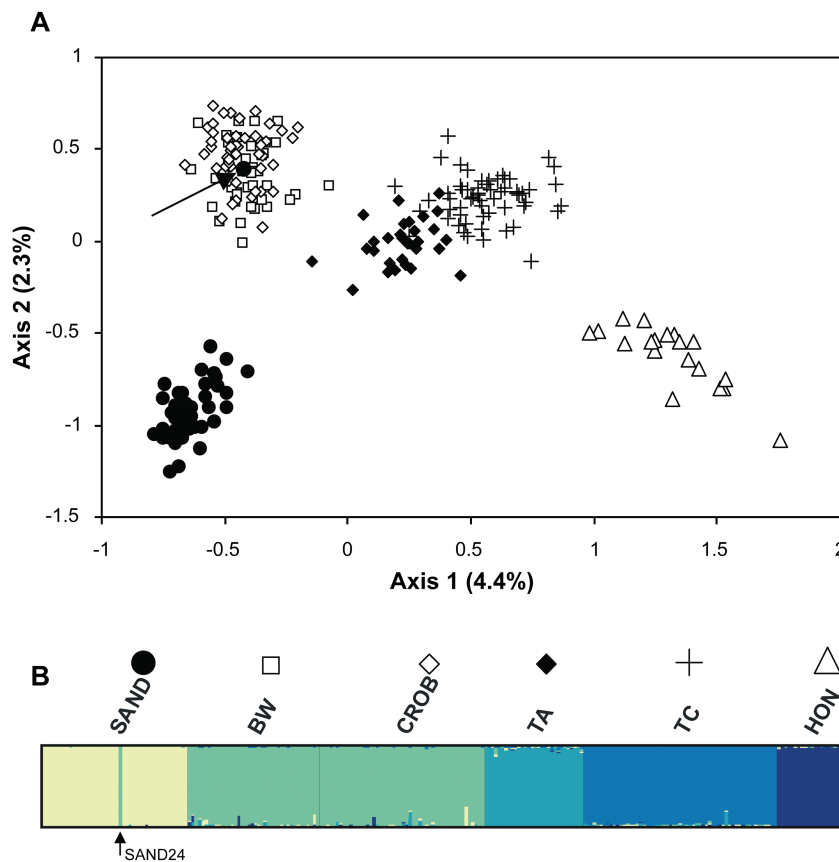 A
1
0.5
0
-0.5
-1
-1.5
Axis 2 (2.3%)
-1 -0.5 0 0.5 1 1.5 2
Axis 1 (4.4%)
B
SAND BW CROB TA TC HON
SAND24